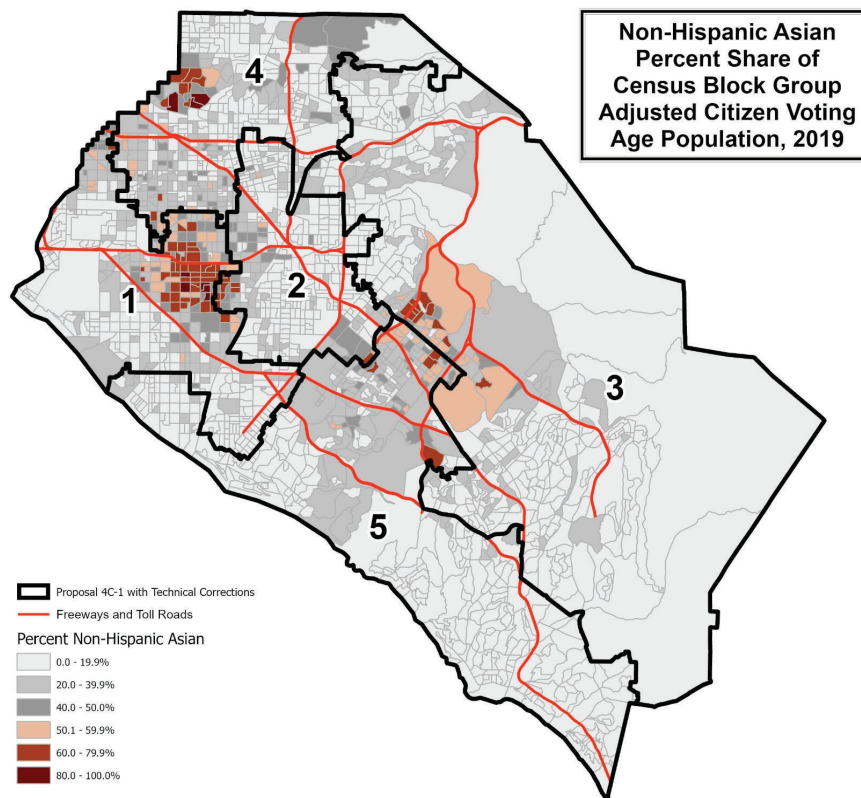 Non-Hispanic Asian
Percent Share of
Census Block Group
Adjusted Citizen Voting
Age Population, 2019
4
2
1
3
5
Proposal 4C-1 with Technical Corrections
Freeways and Toll Roads
Percent Non-Hispanic Asian
0.0 - 19.9%
20.0 - 39.9%
40.0 - 50.0%
50.1 - 59.9%
60.0 - 79.9%
80.0 - 100.0%